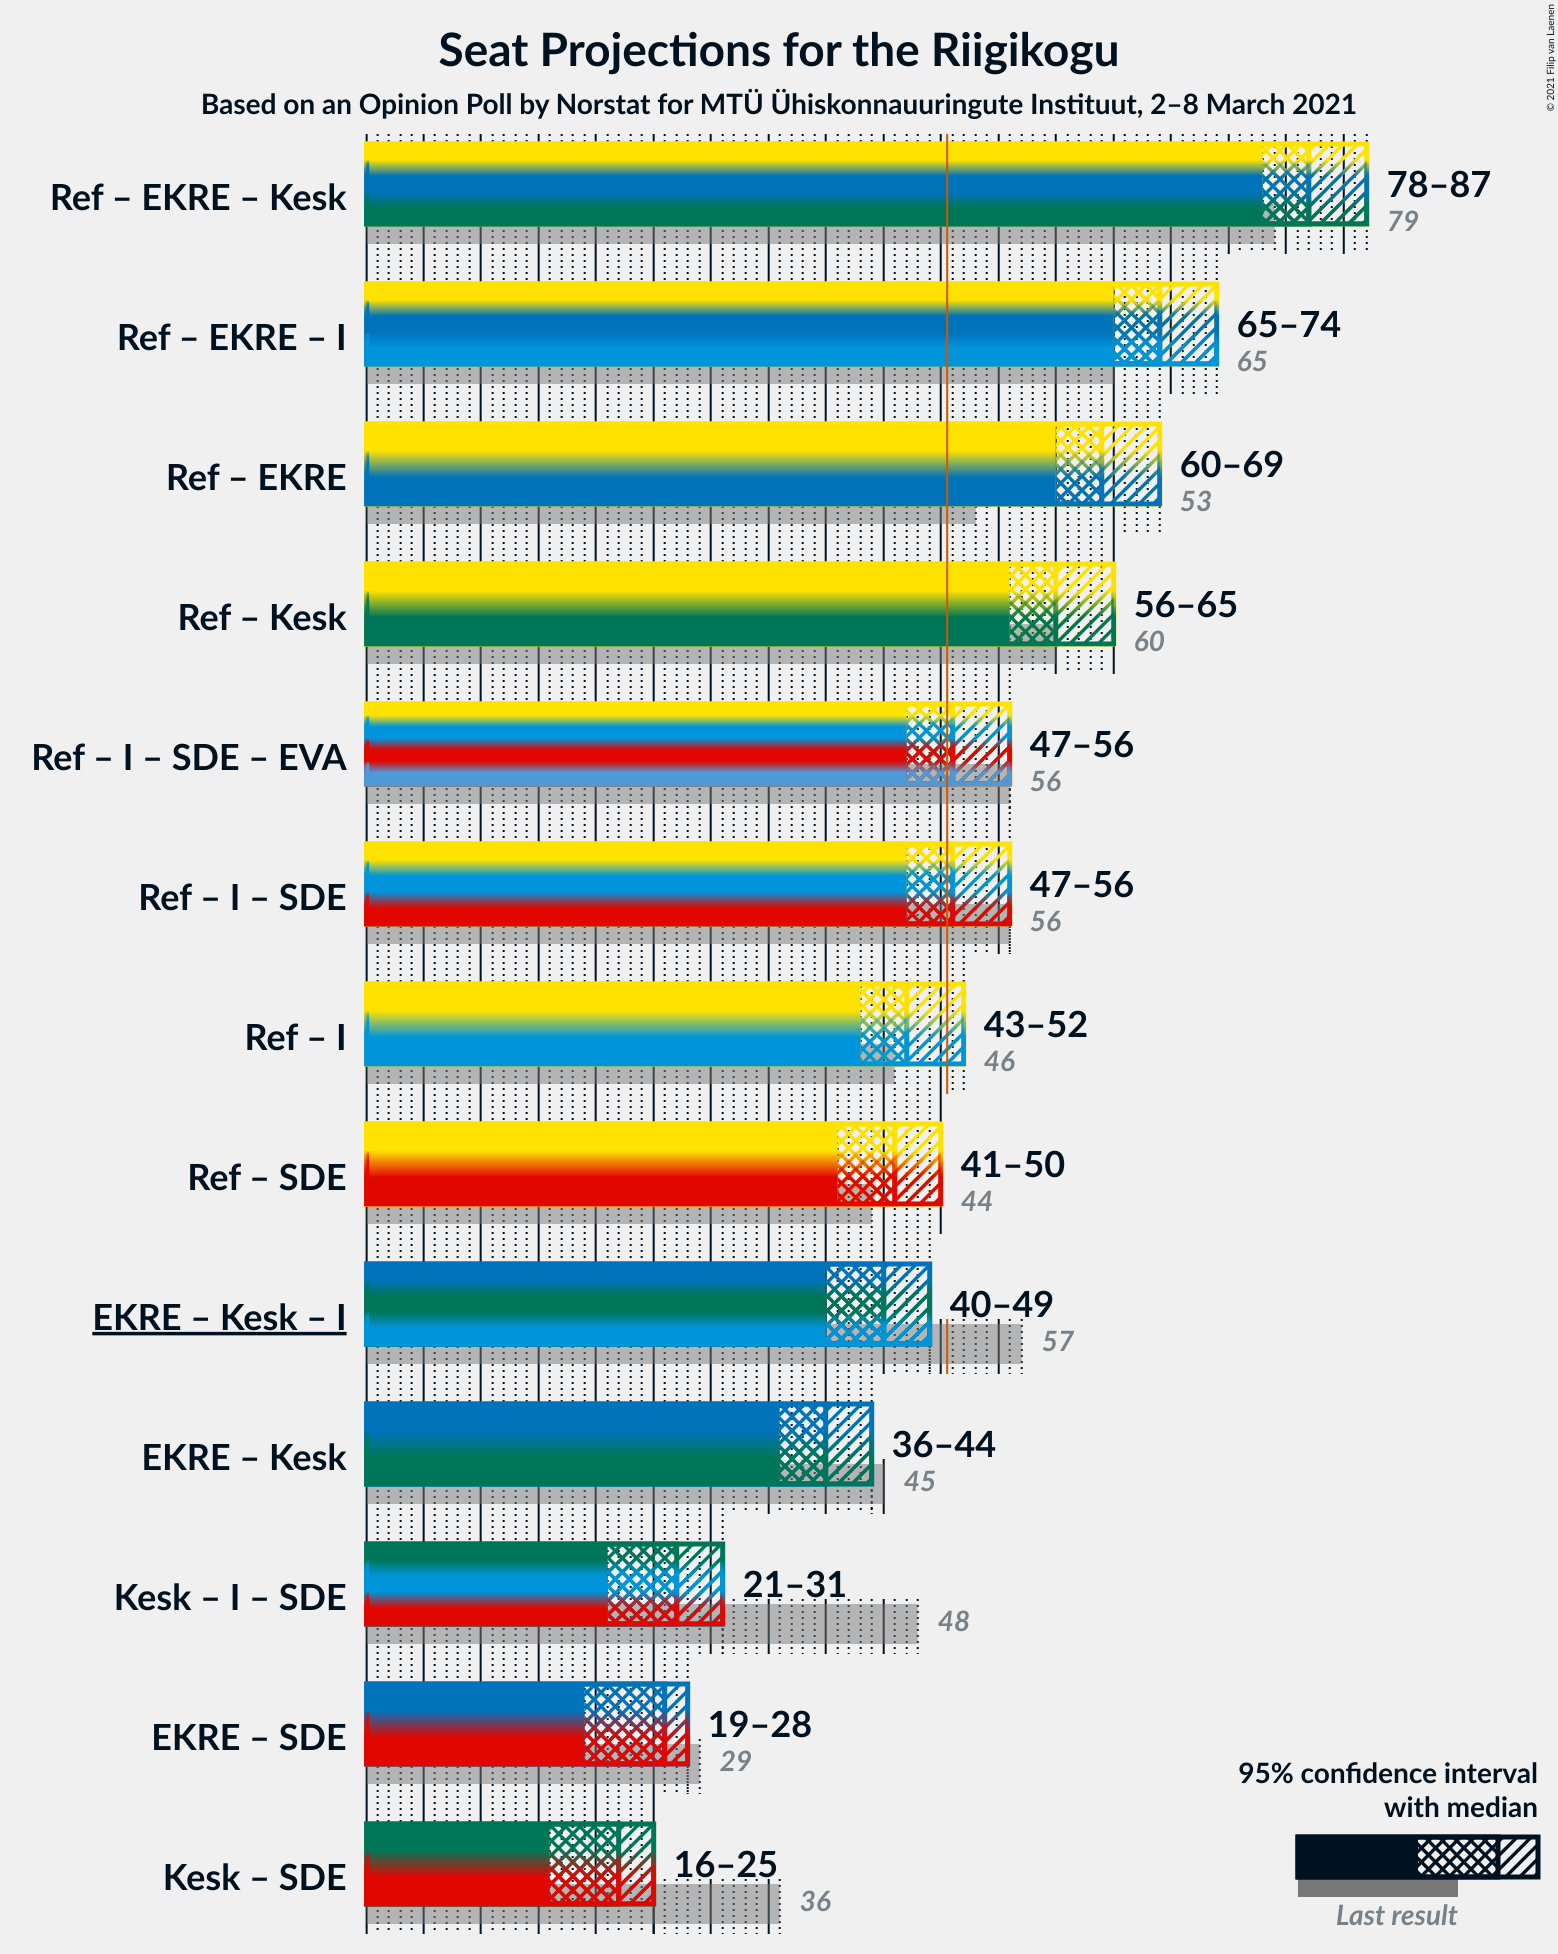 Seat Projections for the Riigikogu
Based on an Opinion Poll by Norstat for MTÜ Ühiskonnauuringute Instituut, 2–8 March 2021
© 2021 Filip van Laenen
Ref – EKRE – Kesk
78–87
79
Ref – EKRE – I
65–74
65
Ref – EKRE
60–69
53
Ref – Kesk
56–65
60
Ref – I – SDE – EVA
47–56
56
Ref – I – SDE
47–56
56
Ref – I
43–52
46
Ref – SDE
41–50
44
EKRE – Kesk – I
40–49
57
EKRE – Kesk
36–44
45
Kesk – I – SDE
21–31
48
EKRE – SDE
19–28
29
Kesk – SDE
16–25
36
95% confidence interval
with median
Last result